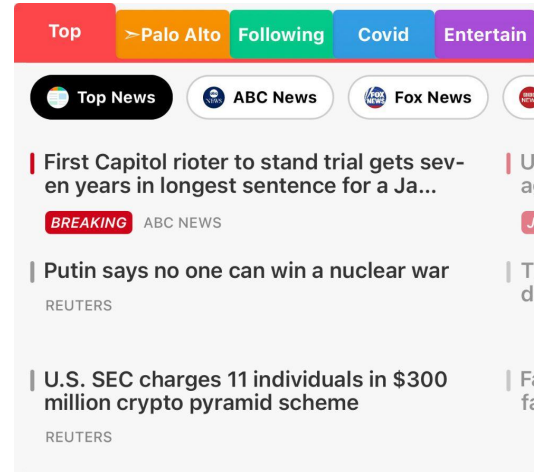 Top
➣Palo Alto
Following
Covid
Entertain
Top News
ABC News
Fox News
First Capitol rioter to stand trial gets sev-
en years in longest sentence for a Ja...
BREAKING ABC NEWS
Putin says no one can win a nuclear war
REUTERS
U.S. SEC charges 11 individuals in $300
million crypto pyramid scheme
REUTERS